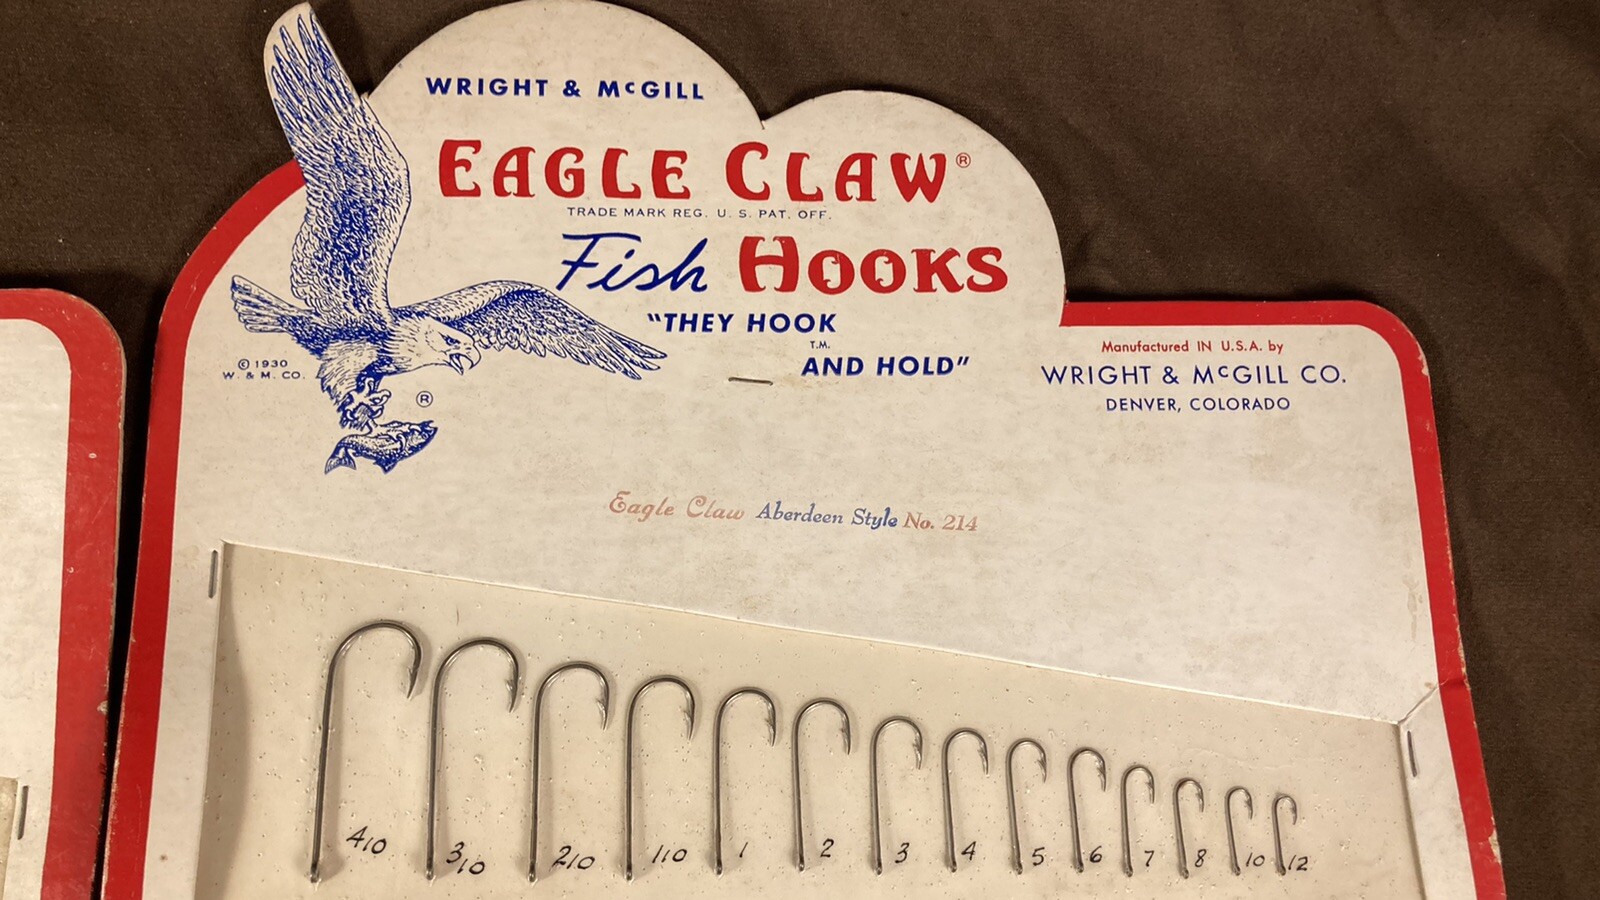 WRIGHT & McGILL
EAGLE CLAW®
TRADE MARK REG. U. S. PAT. OFF.
Fish HOOKS
"THEY HOOK
T.M.
AND HOLD"
© 1930
W. & M. CO.
®
Manufactured IN U.S.A. by
WRIGHT & McGILL CO.
DENVER, COLORADO
Eagle Claw Aberdeen Style No. 214
4/0 3/0 2/0 1/0 1 2 3 4 5 6 7 8 10 12